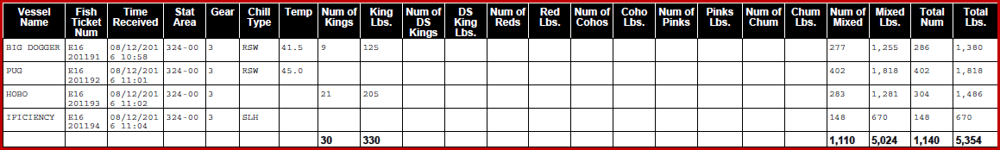 Vessel Name Fish Ticket Num Time Received Stat Area Gear Chill Type Temp Num of Kings King Lbs. Num of DS Kings DS King Lbs. Num of Reds Red Lbs. Num of Cohos Coho Lbs. Num of Pinks Pinks Lbs. Num of Chum Chum Lbs. Num of Mixed Mixed Lbs. Total Num Total Lbs.
BIG DOGGER E16 201191 08/12/201 6 10:58 324-00 3 RSW 41.5 9 125 277 1,255 286 1,380
PUG E16 201192 08/12/201 6 11:01 324-00 3 RSW 45.0 402 1,818 402 1,818
HOBO E16 201193 08/12/201 6 11:02 324-00 3 21 205 283 1,281 304 1,486
IFICIENCY E16 201194 08/12/201 6 11:04 324-00 3 SLH 148 670 148 670
30 330 1,110 5,024 1,140 5,354